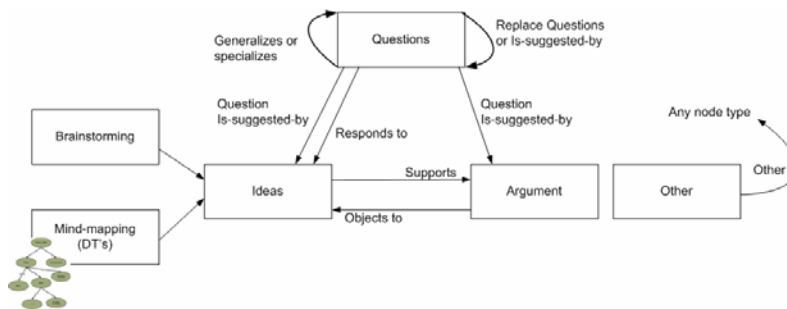 Generalizes or
specializes
Questions
Replace Questions
or Is-suggested-by
Question
Is-suggested-by
Responds to
Question
Is-suggested-by
Any node type
Brainstorming
Supports
Other
Ideas
Argument
Other
Objects to
Mind-mapping
(DT's)